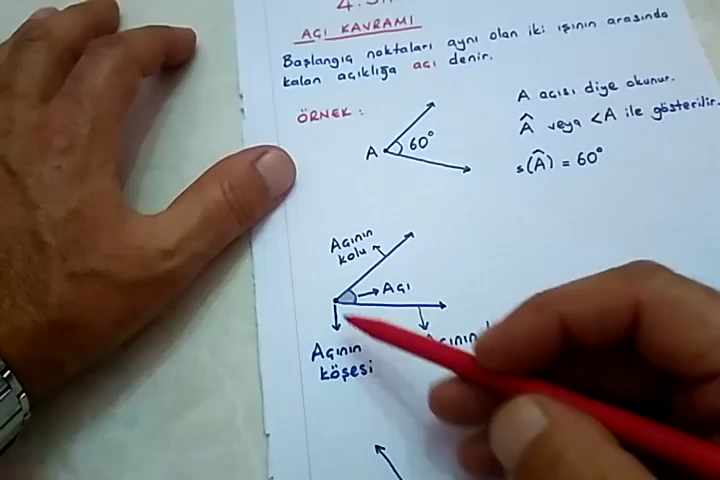 AÇI KAVRAMI
Başlangıç noktaları aynı olan iki ışının arasında
kalan açıklığa açı denir.
ÖRNEK :
A 60°
A açısı diye okunur.
Â veya <A ile gösterilir.
s(Â) = 60°
Açının
kolu
Açı
Açının
Açının
köşesi